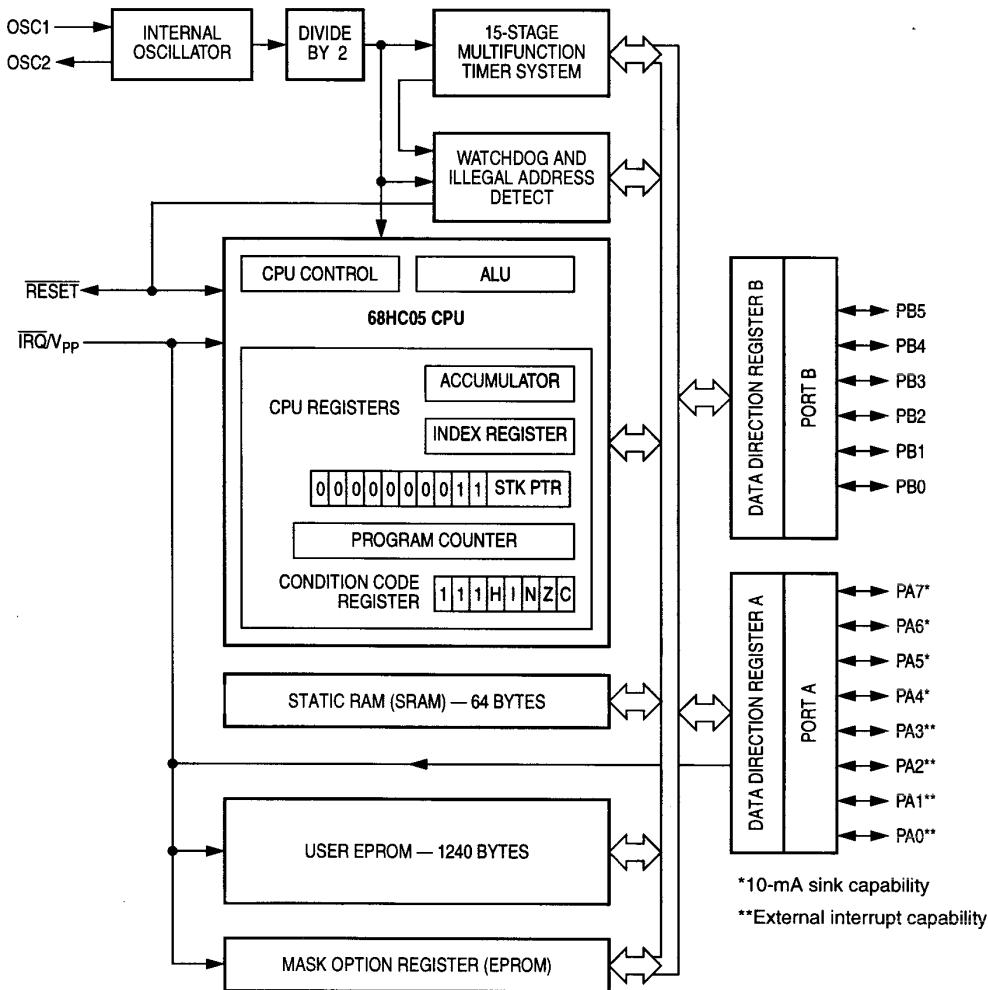 OSC1
OSC2
INTERNAL
OSCILLATOR
DIVIDE
BY 2
15-STAGE
MULTIFUNCTION
TIMER SYSTEM
WATCHDOG AND
ILLEGAL ADDRESS
DETECT
RESET
IRQ/VPP
CPU CONTROL
ALU
68HC05 CPU
CPU REGISTERS
ACCUMULATOR
INDEX REGISTER
0 0 0 0 0 0 0 0 1 1 STK PTR
PROGRAM COUNTER
CONDITION CODE
REGISTER
1 1 1 H I N Z C
STATIC RAM (SRAM) — 64 BYTES
USER EPROM — 1240 BYTES
MASK OPTION REGISTER (EPROM)
DATA DIRECTION REGISTER B
PORT B
PB5
PB4
PB3
PB2
PB1
PB0
DATA DIRECTION REGISTER A
PORT A
PA7*
PA6*
PA5*
PA4*
PA3**
PA2**
PA1**
PA0**
*10-mA sink capability
**External interrupt capability